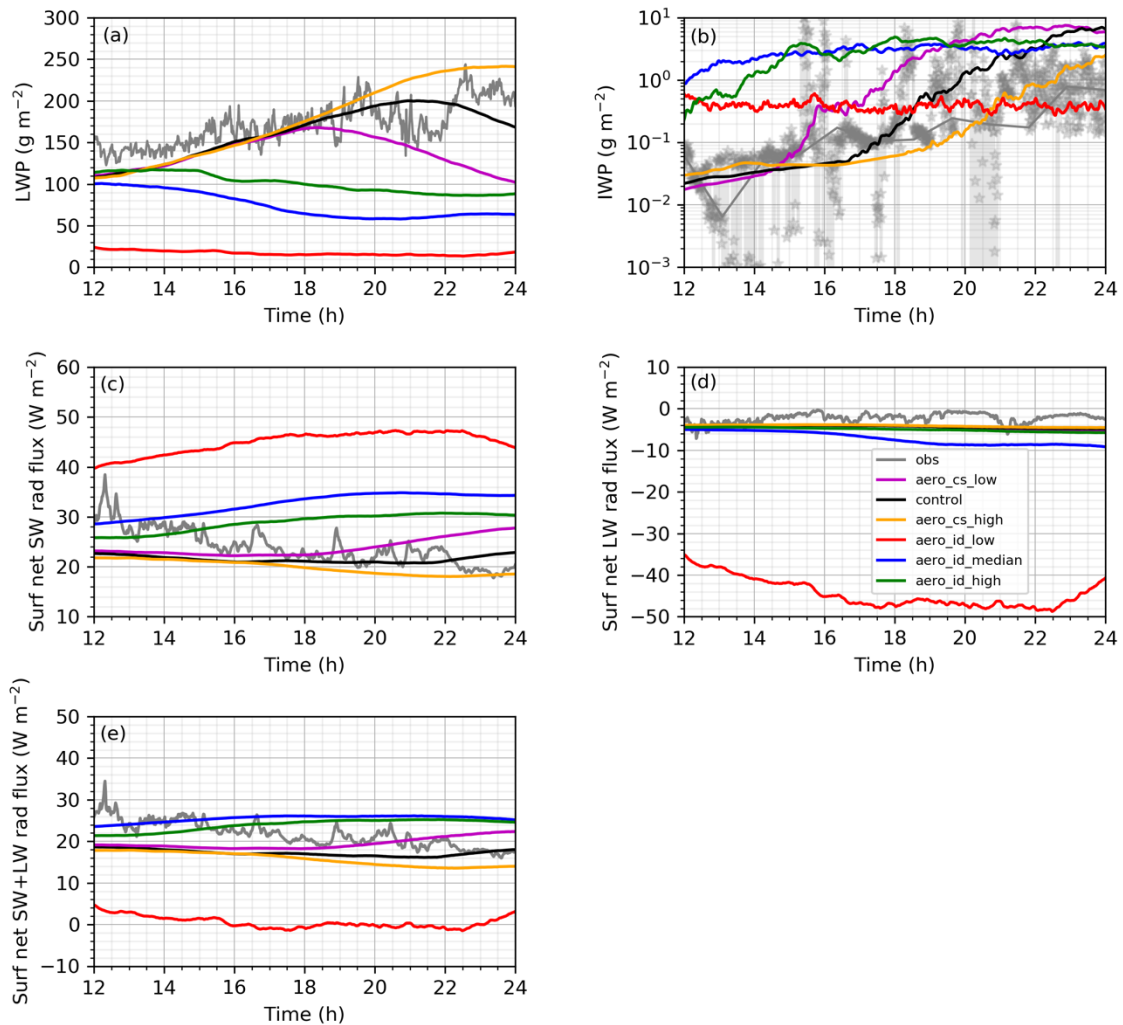 (a)
LWP (g m⁻²)
300
250
200
150
100
50
0
12 14 16 18 20 22 24
Time (h)
(b)
IWP (g m⁻²)
10¹
10⁰
10⁻¹
10⁻²
10⁻³
12 14 16 18 20 22 24
Time (h)
(c)
Surf net SW rad flux (W m⁻²)
60
50
40
30
20
10
12 14 16 18 20 22 24
Time (h)
(d)
Surf net LW rad flux (W m⁻²)
10
0
−10
−20
−30
−40
−50
obs
aero_cs_low
control
aero_cs_high
aero_id_low
aero_id_median
aero_id_high
12 14 16 18 20 22 24
Time (h)
(e)
Surf net SW+LW rad flux (W m⁻²)
50
40
30
20
10
0
−10
12 14 16 18 20 22 24
Time (h)